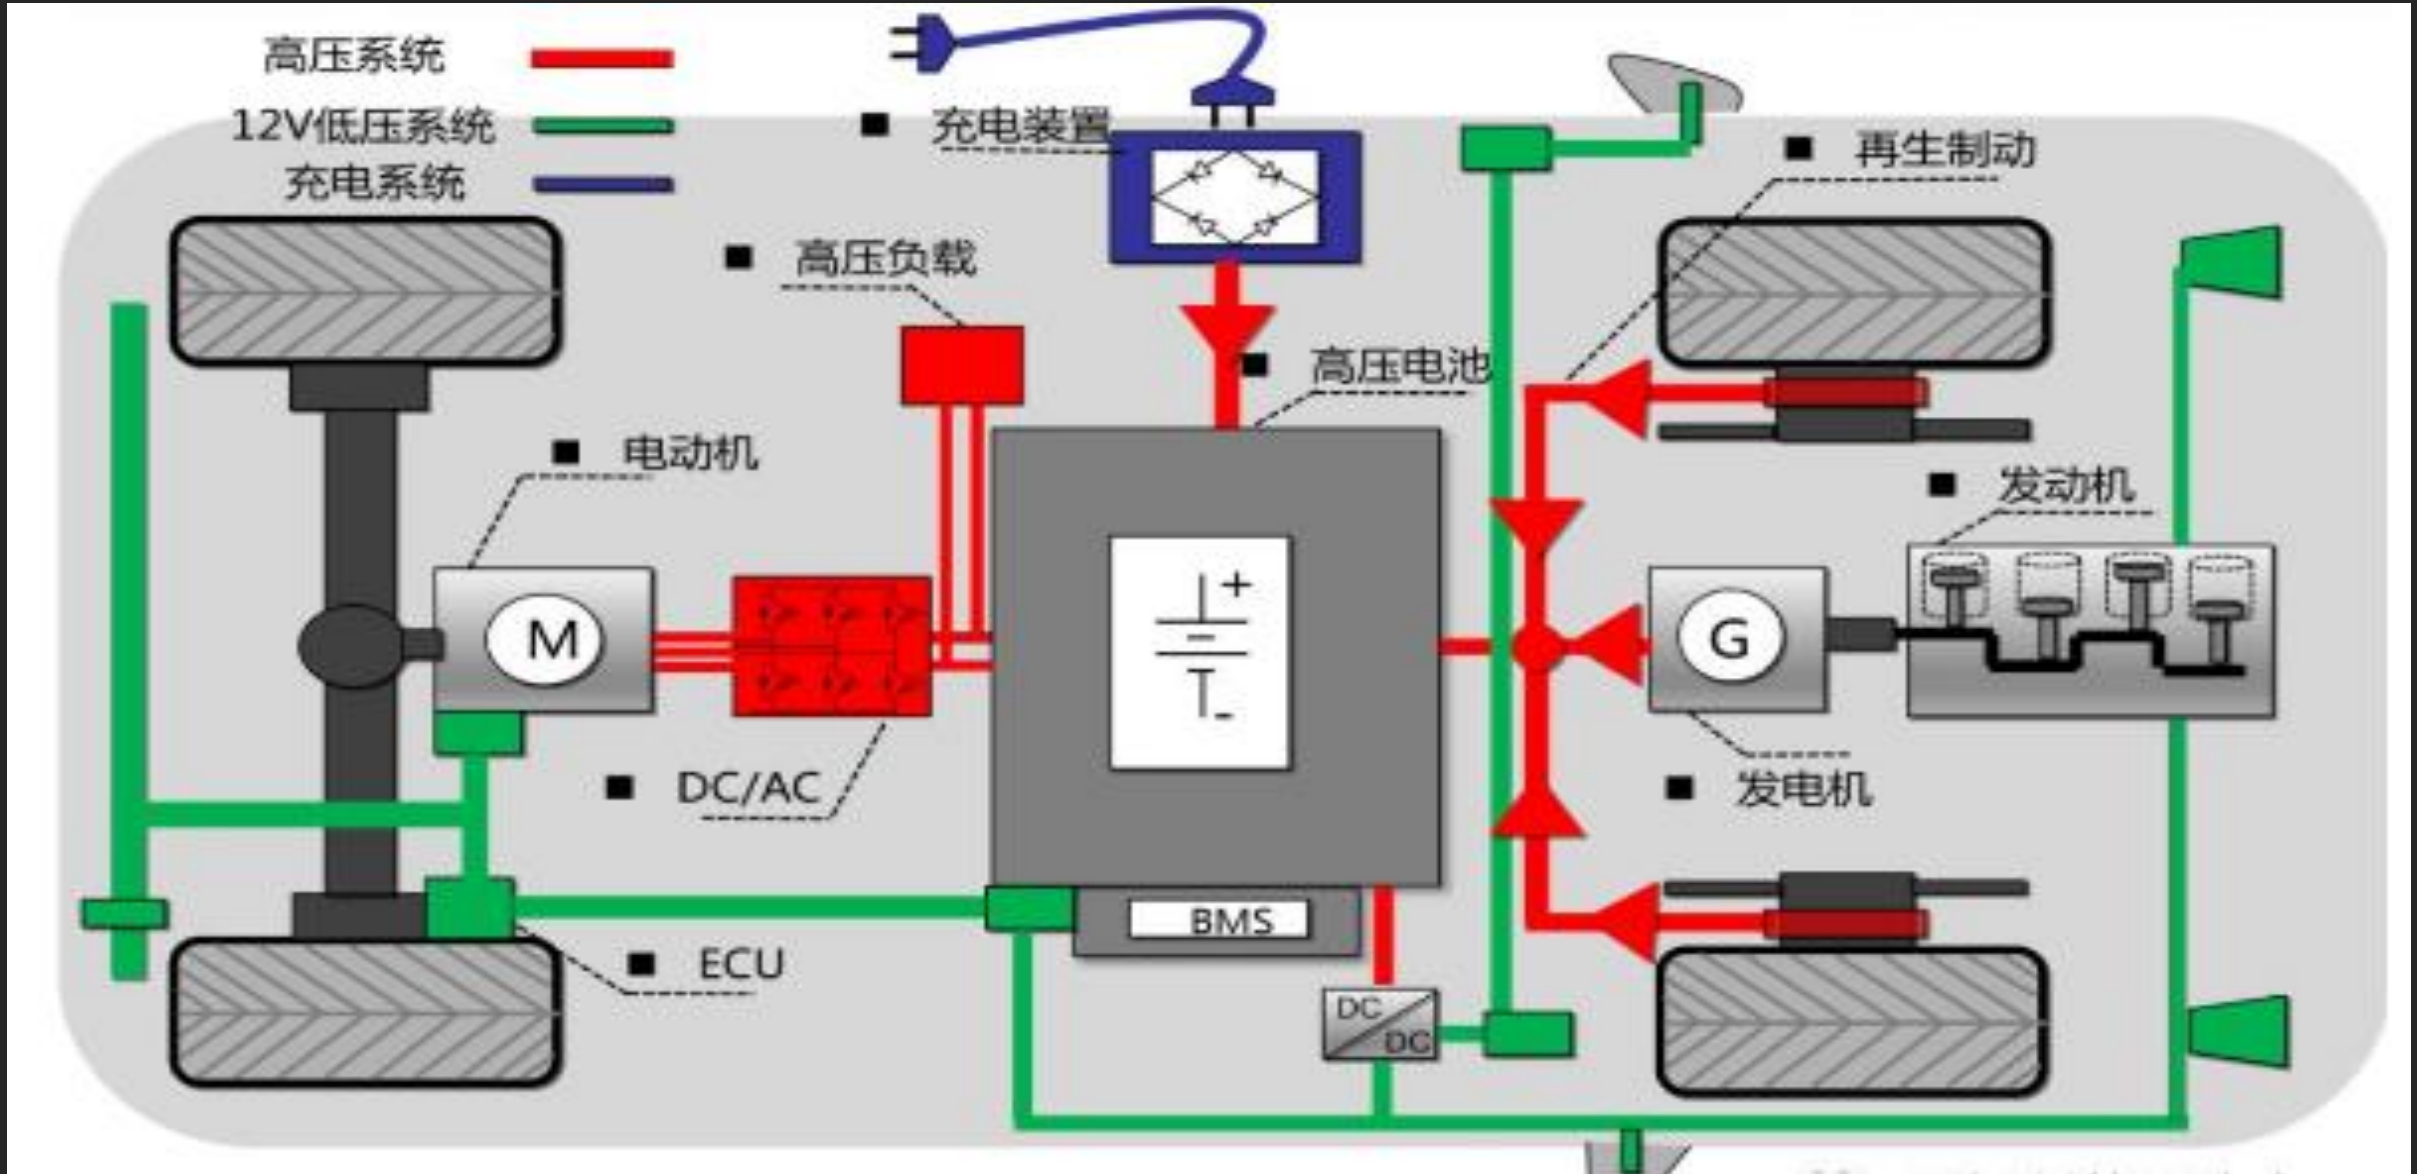 高压系统
12V低压系统
充电系统
■ 充电装置
■ 再生制动
■ 高压负载
■ 高压电池
■ 电动机
■ 发动机
M
+
-
-
G
■ DC/AC
■ 发电机
BMS
■ ECU
DC
DC